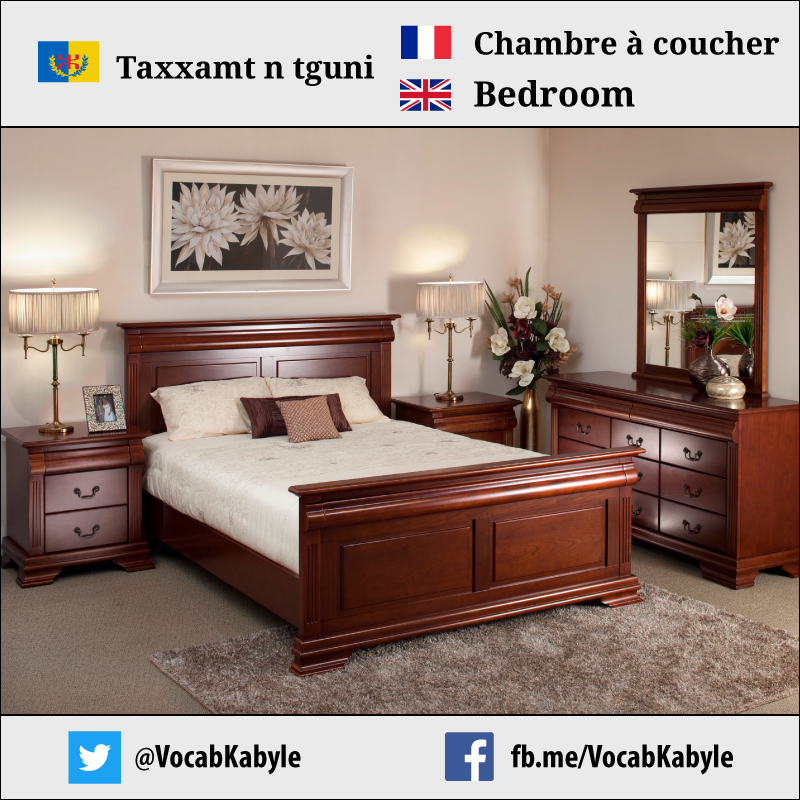 Taxxamt n tguni
Chambre à coucher
Bedroom
@VocabKabyle
fb.me/VocabKabyle